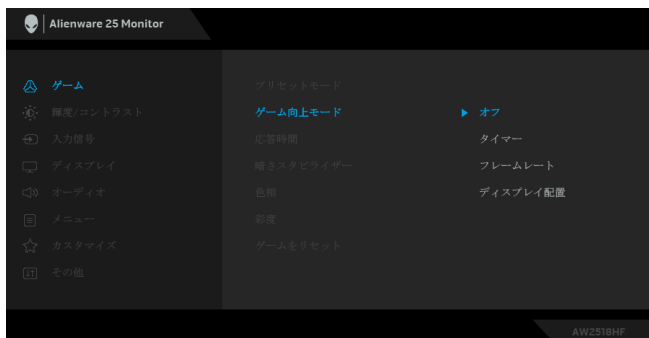 Alienware 25 Monitor
ゲーム
輝度/コントラスト
入力信号
ディスプレイ
オーディオ
メニュー
カスタマイズ
その他
プリセットモード
ゲーム向上モード
応答時間
暗さスタビライザー
色相
彩度
ゲームをリセット
オフ
タイマー
フレームレート
ディスプレイ配置
AW2518HF